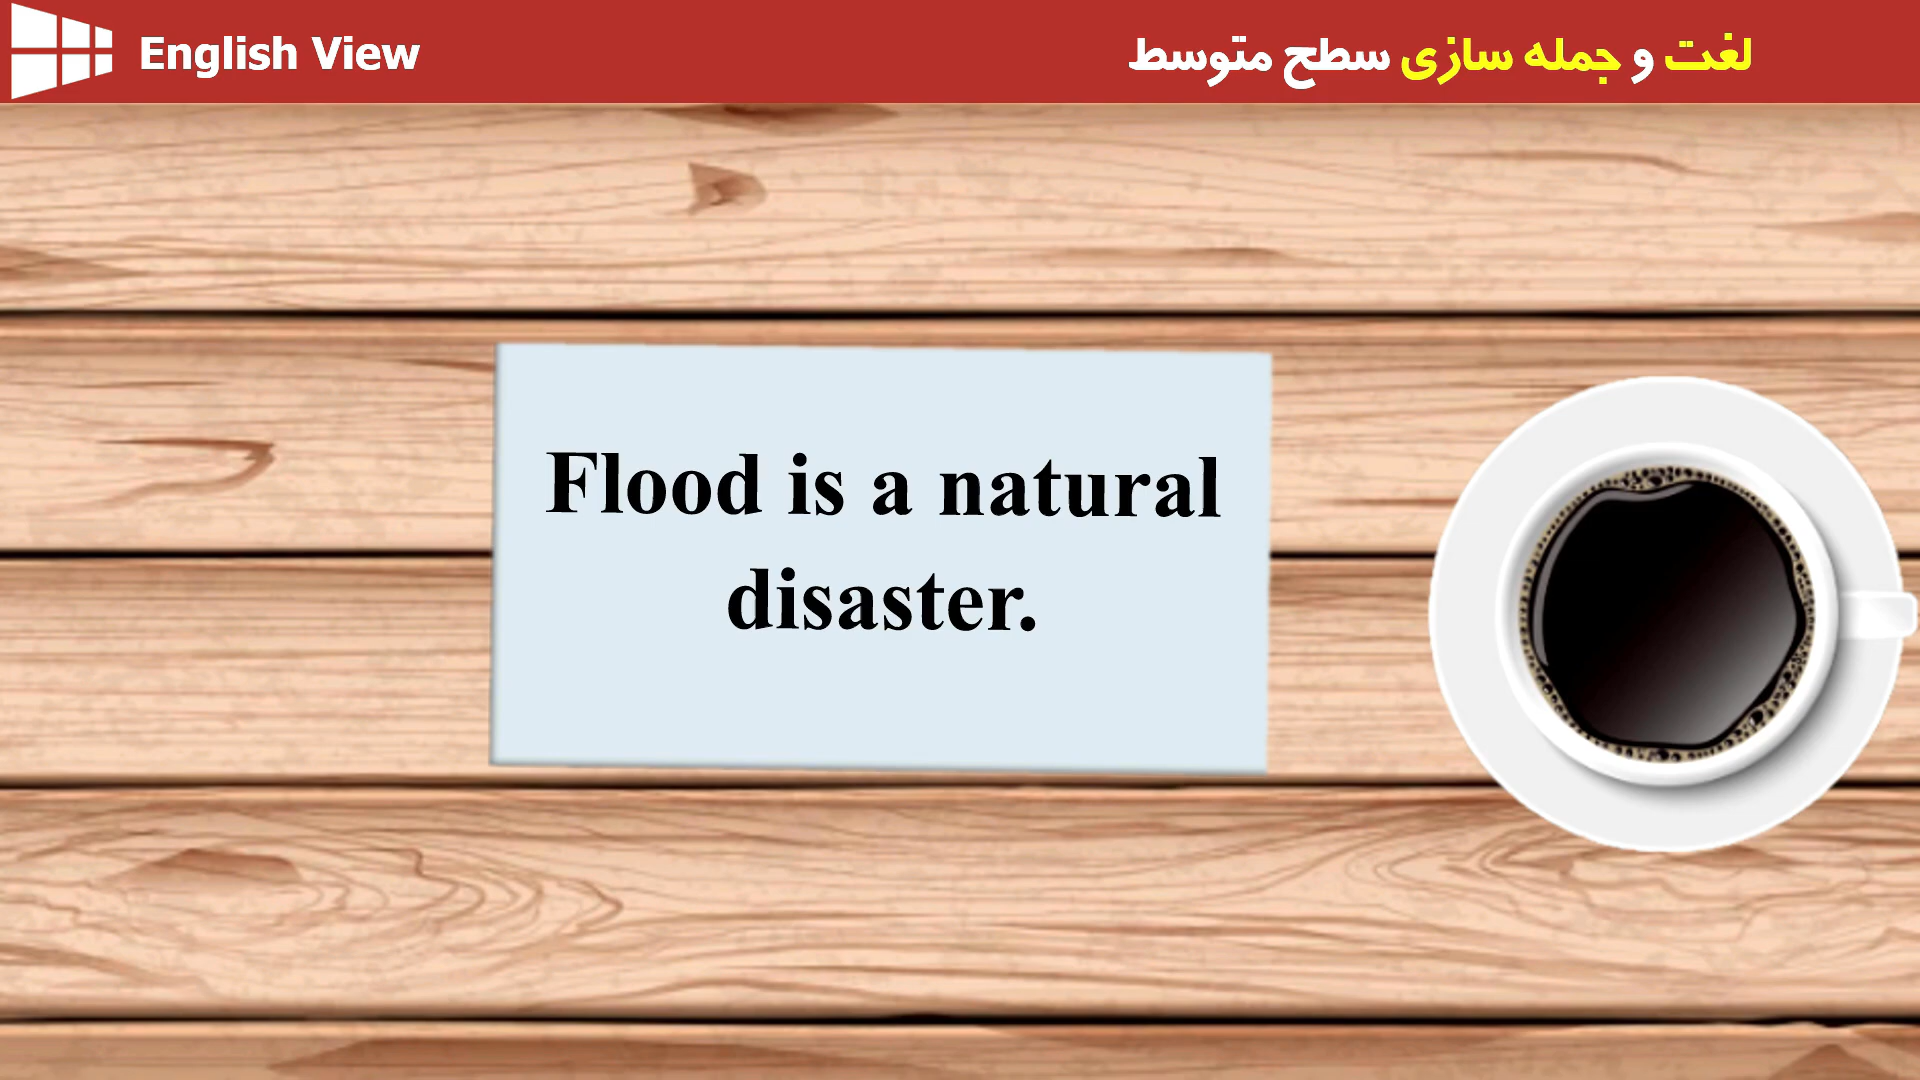 English View
لغت و جمله سازی سطح متوسط
Flood is a natural
disaster.